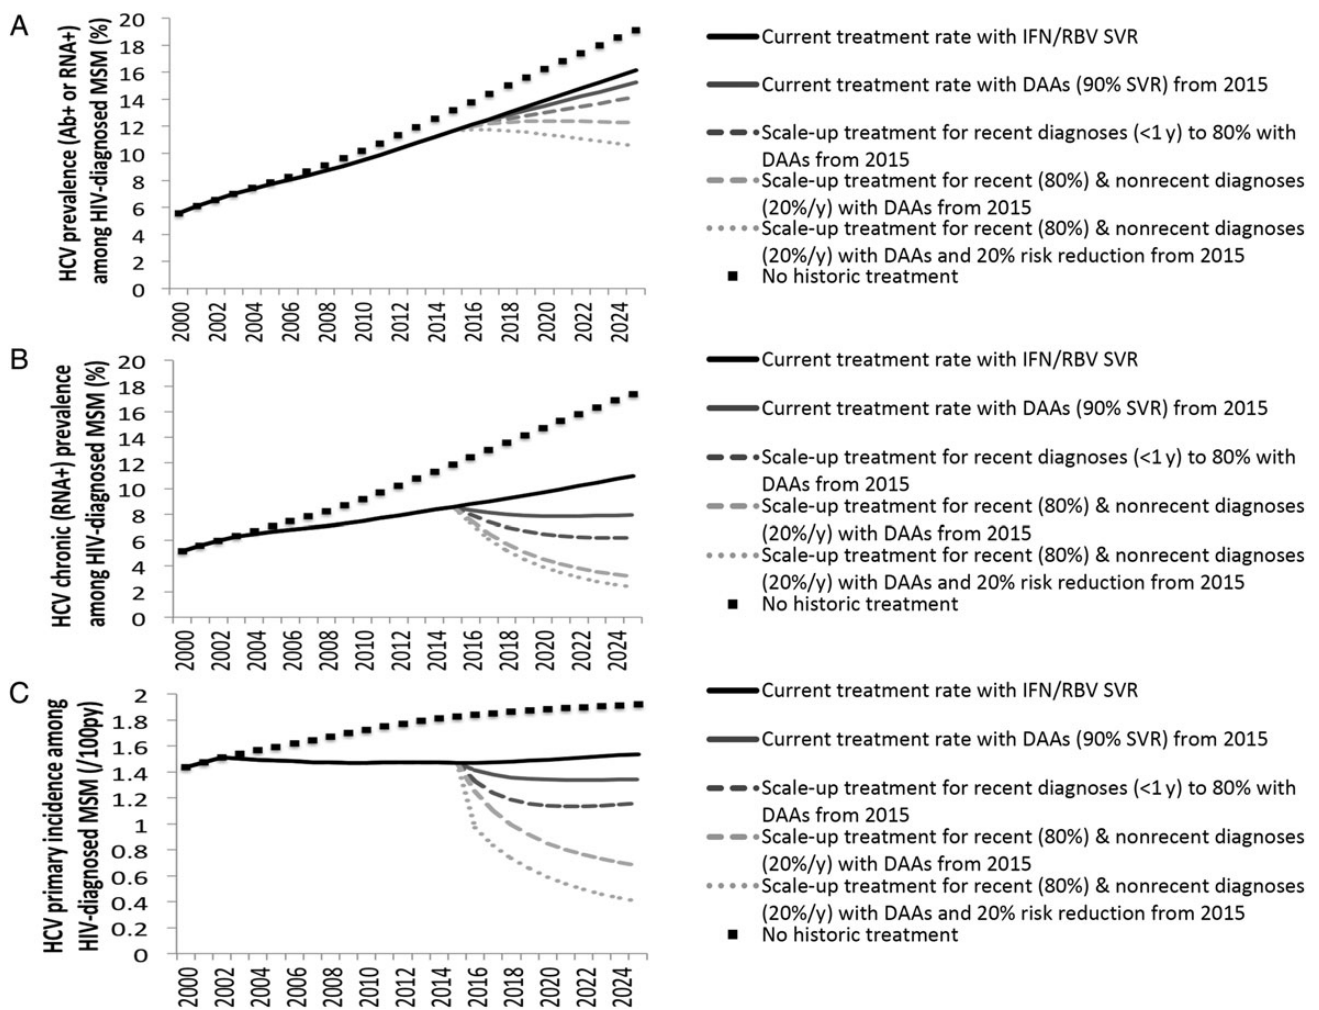 A
HCV prevalence (Ab+ or RNA+)
among HIV-diagnosed MSM (%)
20
18
16
14
12
10
8
6
4
2
0
2000
2002
2004
2006
2008
2010
2012
2014
2016
2018
2020
2022
2024
Current treatment rate with IFN/RBV SVR
Current treatment rate with DAAs (90% SVR) from 2015
Scale-up treatment for recent diagnoses (<1 y) to 80% with
DAAs from 2015
Scale-up treatment for recent (80%) & nonrecent diagnoses
(20%/y) with DAAs from 2015
Scale-up treatment for recent (80%) & nonrecent diagnoses
(20%/y) with DAAs and 20% risk reduction from 2015
No historic treatment
B
HCV chronic (RNA+) prevalence
among HIV-diagnosed MSM (%)
20
18
16
14
12
10
8
6
4
2
0
2000
2002
2004
2006
2008
2010
2012
2014
2016
2018
2020
2022
2024
Current treatment rate with IFN/RBV SVR
Current treatment rate with DAAs (90% SVR) from 2015
Scale-up treatment for recent diagnoses (<1 y) to 80% with
DAAs from 2015
Scale-up treatment for recent (80%) & nonrecent diagnoses
(20%/y) with DAAs from 2015
Scale-up treatment for recent (80%) & nonrecent diagnoses
(20%/y) with DAAs and 20% risk reduction from 2015
No historic treatment
C
HCV primary incidence among
HIV-diagnosed MSM (/100py)
2
1.8
1.6
1.4
1.2
1
0.8
0.6
0.4
0.2
0
2000
2002
2004
2006
2008
2010
2012
2014
2016
2018
2020
2022
2024
Current treatment rate with IFN/RBV SVR
Current treatment rate with DAAs (90% SVR) from 2015
Scale-up treatment for recent diagnoses (<1 y) to 80% with
DAAs from 2015
Scale-up treatment for recent (80%) & nonrecent diagnoses
(20%/y) with DAAs from 2015
Scale-up treatment for recent (80%) & nonrecent diagnoses
(20%/y) with DAAs and 20% risk reduction from 2015
No historic treatment